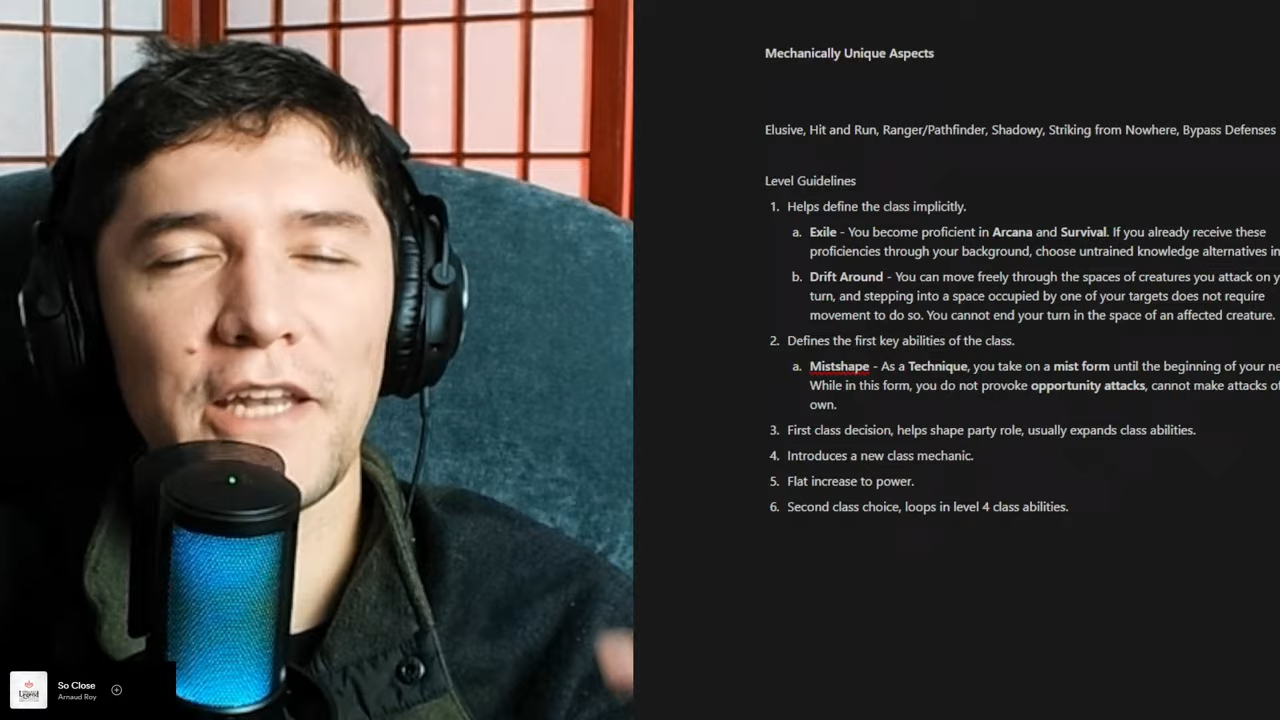 Mechanically Unique Aspects
Elusive, Hit and Run, Ranger/Pathfinder, Shadowy, Striking from Nowhere, Bypass Defenses
Level Guidelines
1. Helps define the class implicitly.
a. Exile - You become proficient in Arcana and Survival. If you already receive these
proficiencies through your background, choose untrained knowledge alternatives in
b. Drift Around - You can move freely through the spaces of creatures you attack on y
turn, and stepping into a space occupied by one of your targets does not require
movement to do so. You cannot end your turn in the space of an affected creature.
2. Defines the first key abilities of the class.
a. Mistshape - As a Technique, you take on a mist form until the beginning of your ne
While in this form, you do not provoke opportunity attacks, cannot make attacks of
own.
3. First class decision, helps shape party role, usually expands class abilities.
4. Introduces a new class mechanic.
5. Flat increase to power.
6. Second class choice, loops in level 4 class abilities.
Legend
So Close
Arnaud Roy